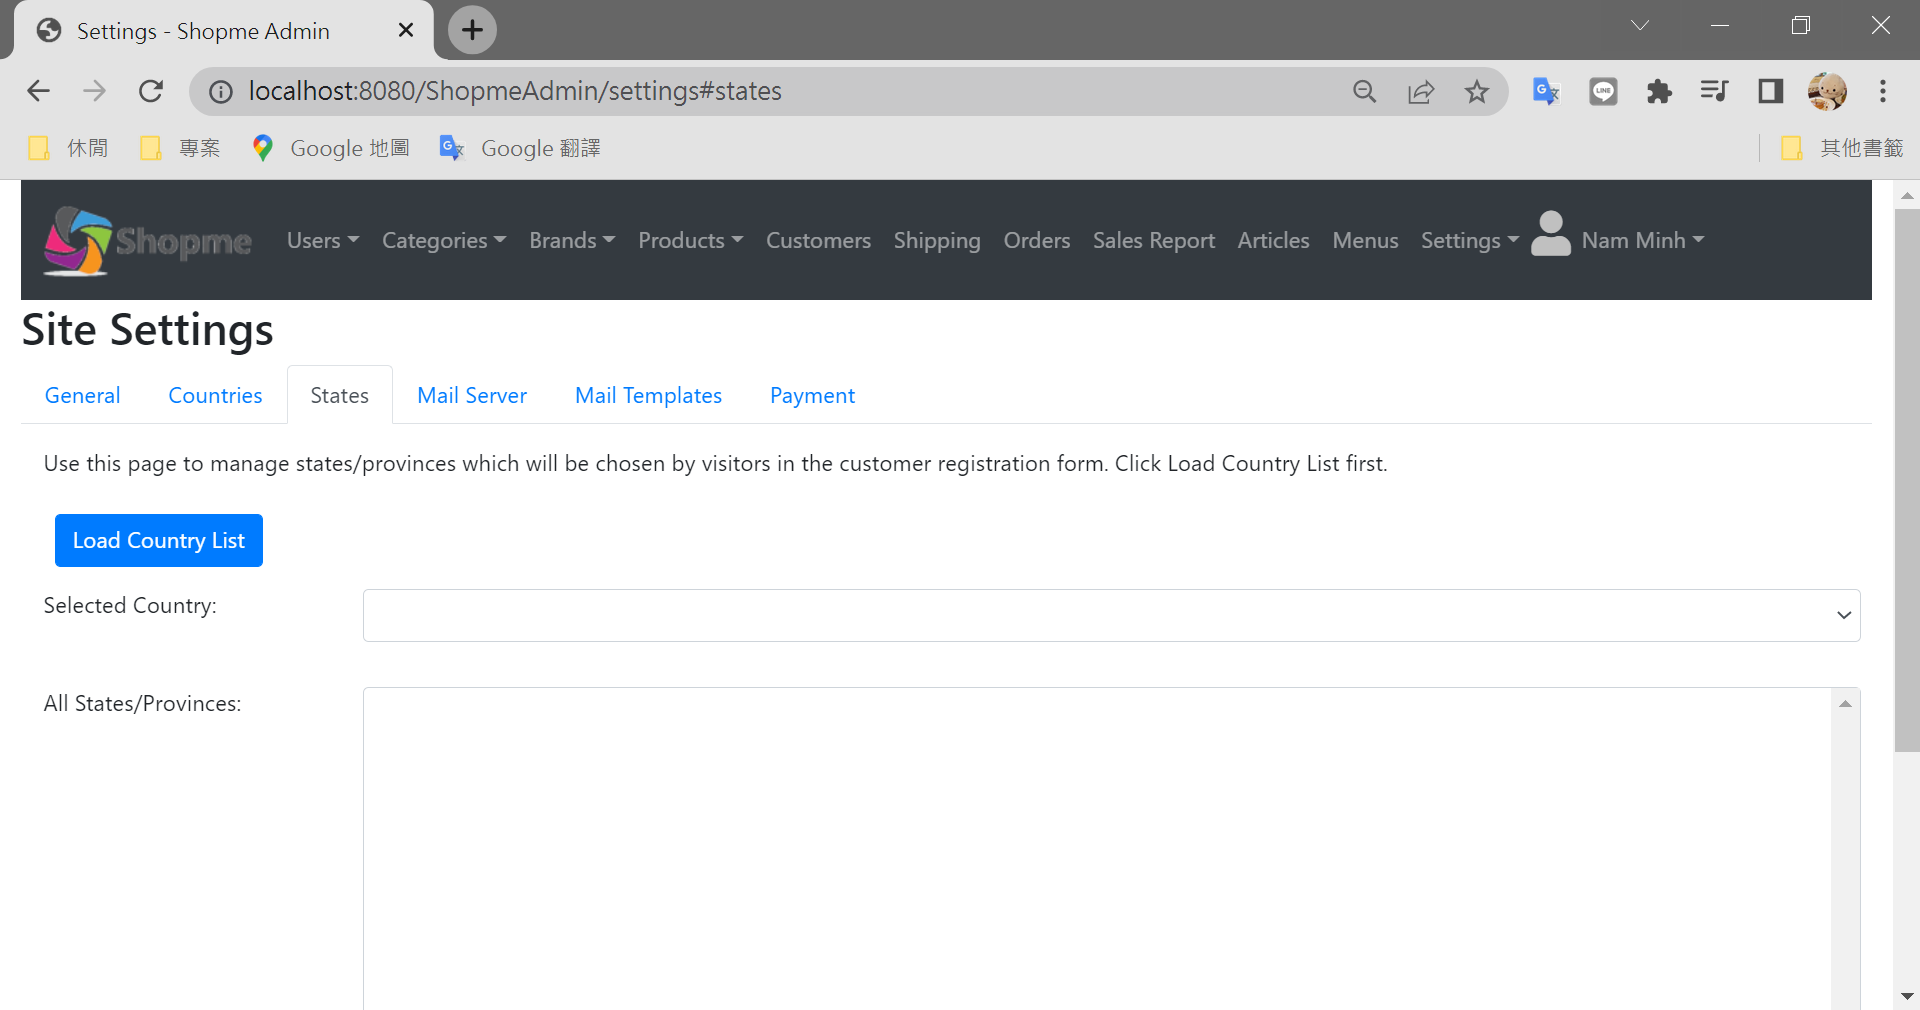 Settings - Shopme Admin
localhost:8080/ShopmeAdmin/settings#states
LINE
休閒 專案 Google 地圖 Google 翻譯 其他書籤
Shopme Users Categories Brands Products Customers Shipping Orders Sales Report Articles Menus Settings Nam Minh
Site Settings
General Countries States Mail Server Mail Templates Payment
Use this page to manage states/provinces which will be chosen by visitors in the customer registration form. Click Load Country List first.
Load Country List
Selected Country:
All States/Provinces: